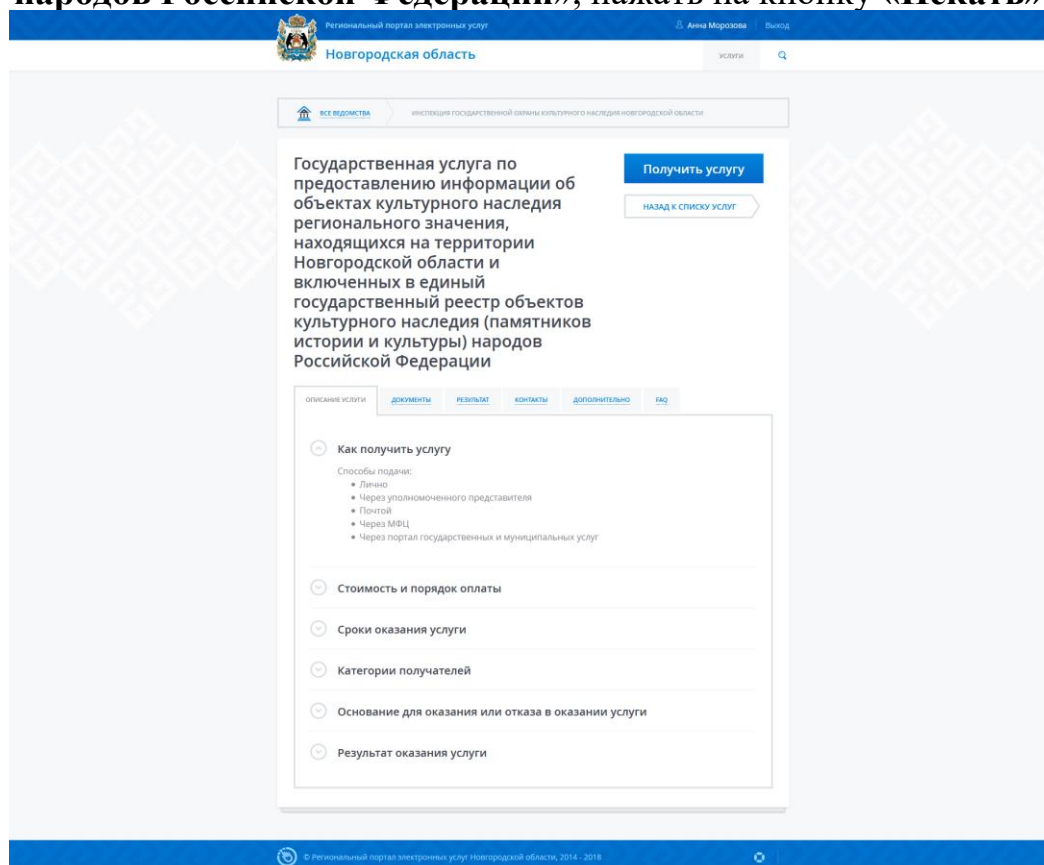 народов Российской Федерации», нажать на кнопку «Искать»
Региональный портал электронных услуг
Анна Морозова
Выход
Новгородская область
УСЛУГИ
ВСЕ ВЕДОМСТВА
ИНСПЕКЦИЯ ГОСУДАРСТВЕННОЙ ОХРАНЫ КУЛЬТУРНОГО НАСЛЕДИЯ НОВГОРОДСКОЙ ОБЛАСТИ
Государственная услуга по
предоставлению информации об
объектах культурного наследия
регионального значения,
находящихся на территории
Новгородской области и
включенных в единый
государственный реестр объектов
культурного наследия (памятников
истории и культуры) народов
Российской Федерации
Получить услугу
НАЗАД К СПИСКУ УСЛУГ
ОПИСАНИЕ УСЛУГИ
ДОКУМЕНТЫ
РЕЗУЛЬТАТ
КОНТАКТЫ
ДОПОЛНИТЕЛЬНО
FAQ
Как получить услугу
Способы подачи:
• Лично
• Через уполномоченного представителя
• Почтой
• Через МФЦ
• Через портал государственных и муниципальных услуг
Стоимость и порядок оплаты
Сроки оказания услуги
Категории получателей
Основание для оказания или отказа в оказании услуги
Результат оказания услуги
© Региональный портал электронных услуг Новгородской области, 2014 - 2018